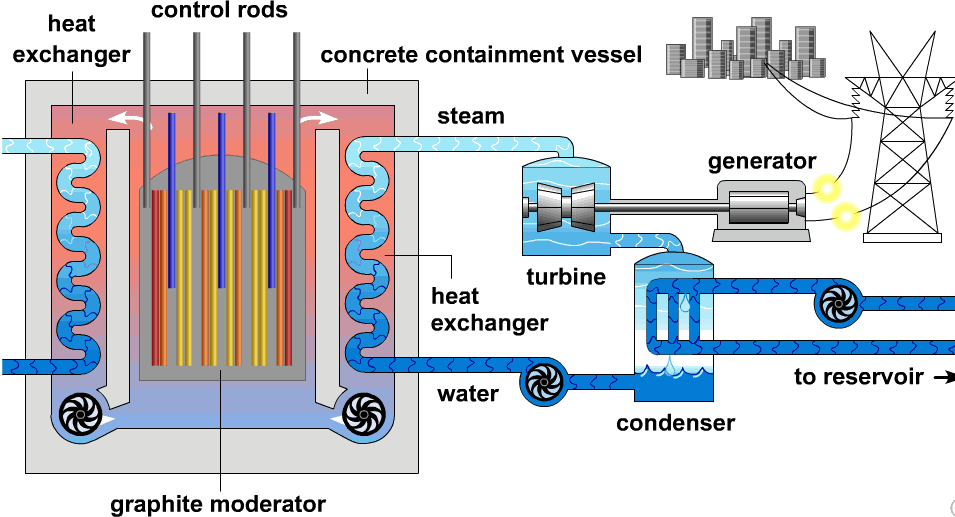 control rods
heat
exchanger
concrete containment vessel
steam
generator
turbine
heat
exchanger
to reservoir
water
condenser
graphite moderator